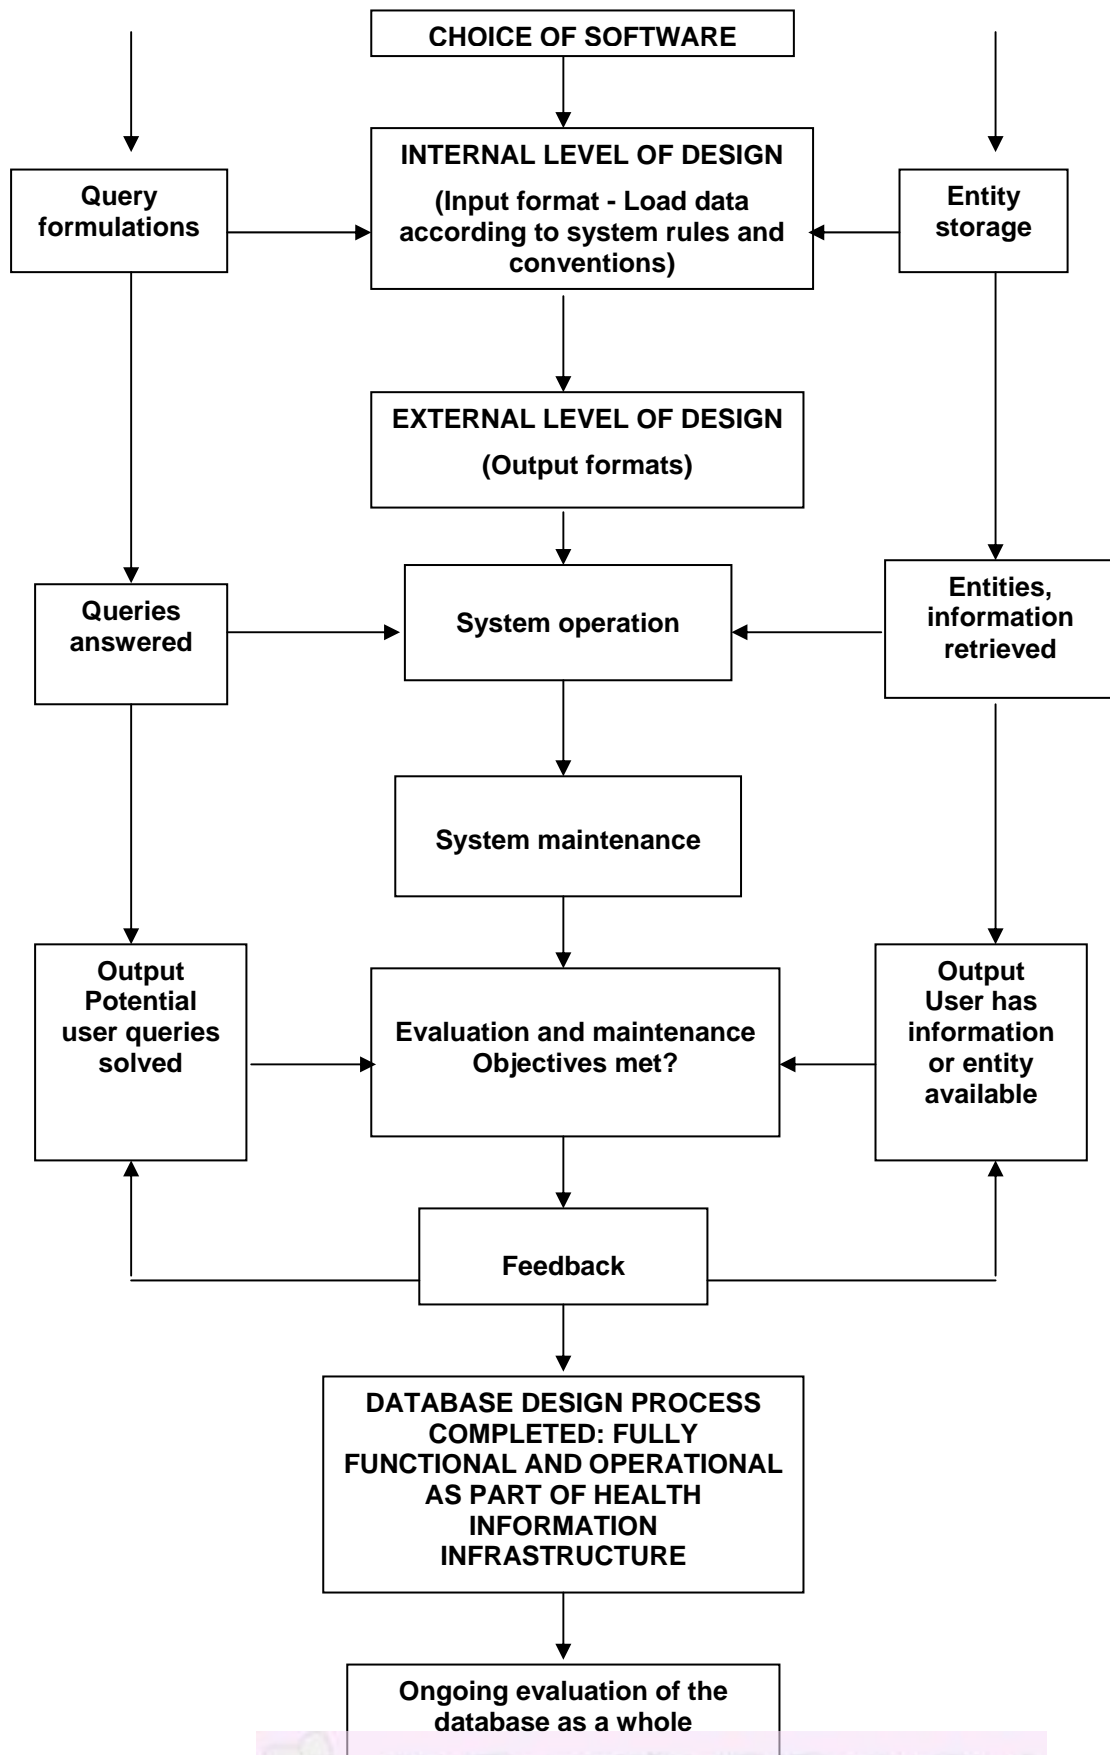 CHOICE OF SOFTWARE
INTERNAL LEVEL OF DESIGN
(Input format - Load data
according to system rules and
conventions)
Query
formulations
Entity
storage
EXTERNAL LEVEL OF DESIGN
(Output formats)
Queries
answered
System operation
Entities,
information
retrieved
System maintenance
Output
Potential
user queries
solved
Evaluation and maintenance
Objectives met?
Output
User has
information
or entity
available
Feedback
DATABASE DESIGN PROCESS
COMPLETED: FULLY
FUNCTIONAL AND OPERATIONAL
AS PART OF HEALTH
INFORMATION
INFRASTRUCTURE
Ongoing evaluation of the
database as a whole